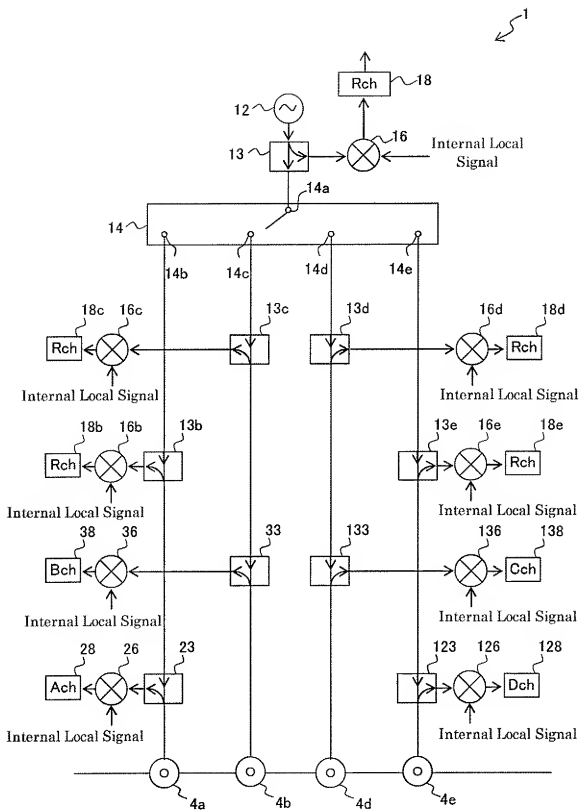 1
Rch
18
12
16
13
Internal Local
Signal
14a
14
14b
14c
14d
14e
18c
16c
13c
13d
16d
18d
Rch
Rch
Internal Local Signal
Internal Local Signal
18b
16b
13b
13e
16e
18e
Rch
Rch
Internal Local Signal
Internal Local Signal
38
36
33
133
136
138
Bch
Cch
Internal Local Signal
Internal Local Signal
28
26
23
123
126
128
Ach
Dch
Internal Local Signal
Internal Local Signal
4a
4b
4d
4e